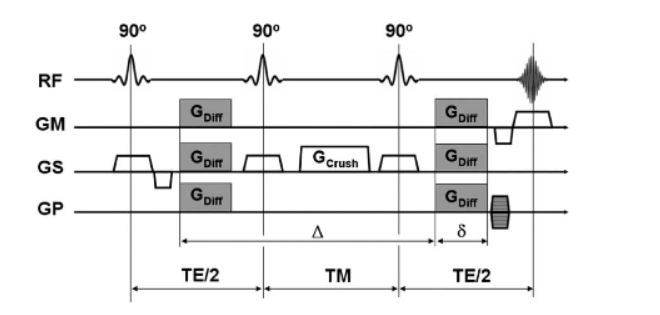 90º 90º 90º
RF
GM GDiff GDiff
GS GDiff GCrush GDiff
GP GDiff GDiff
Δ δ
TE/2 TM TE/2